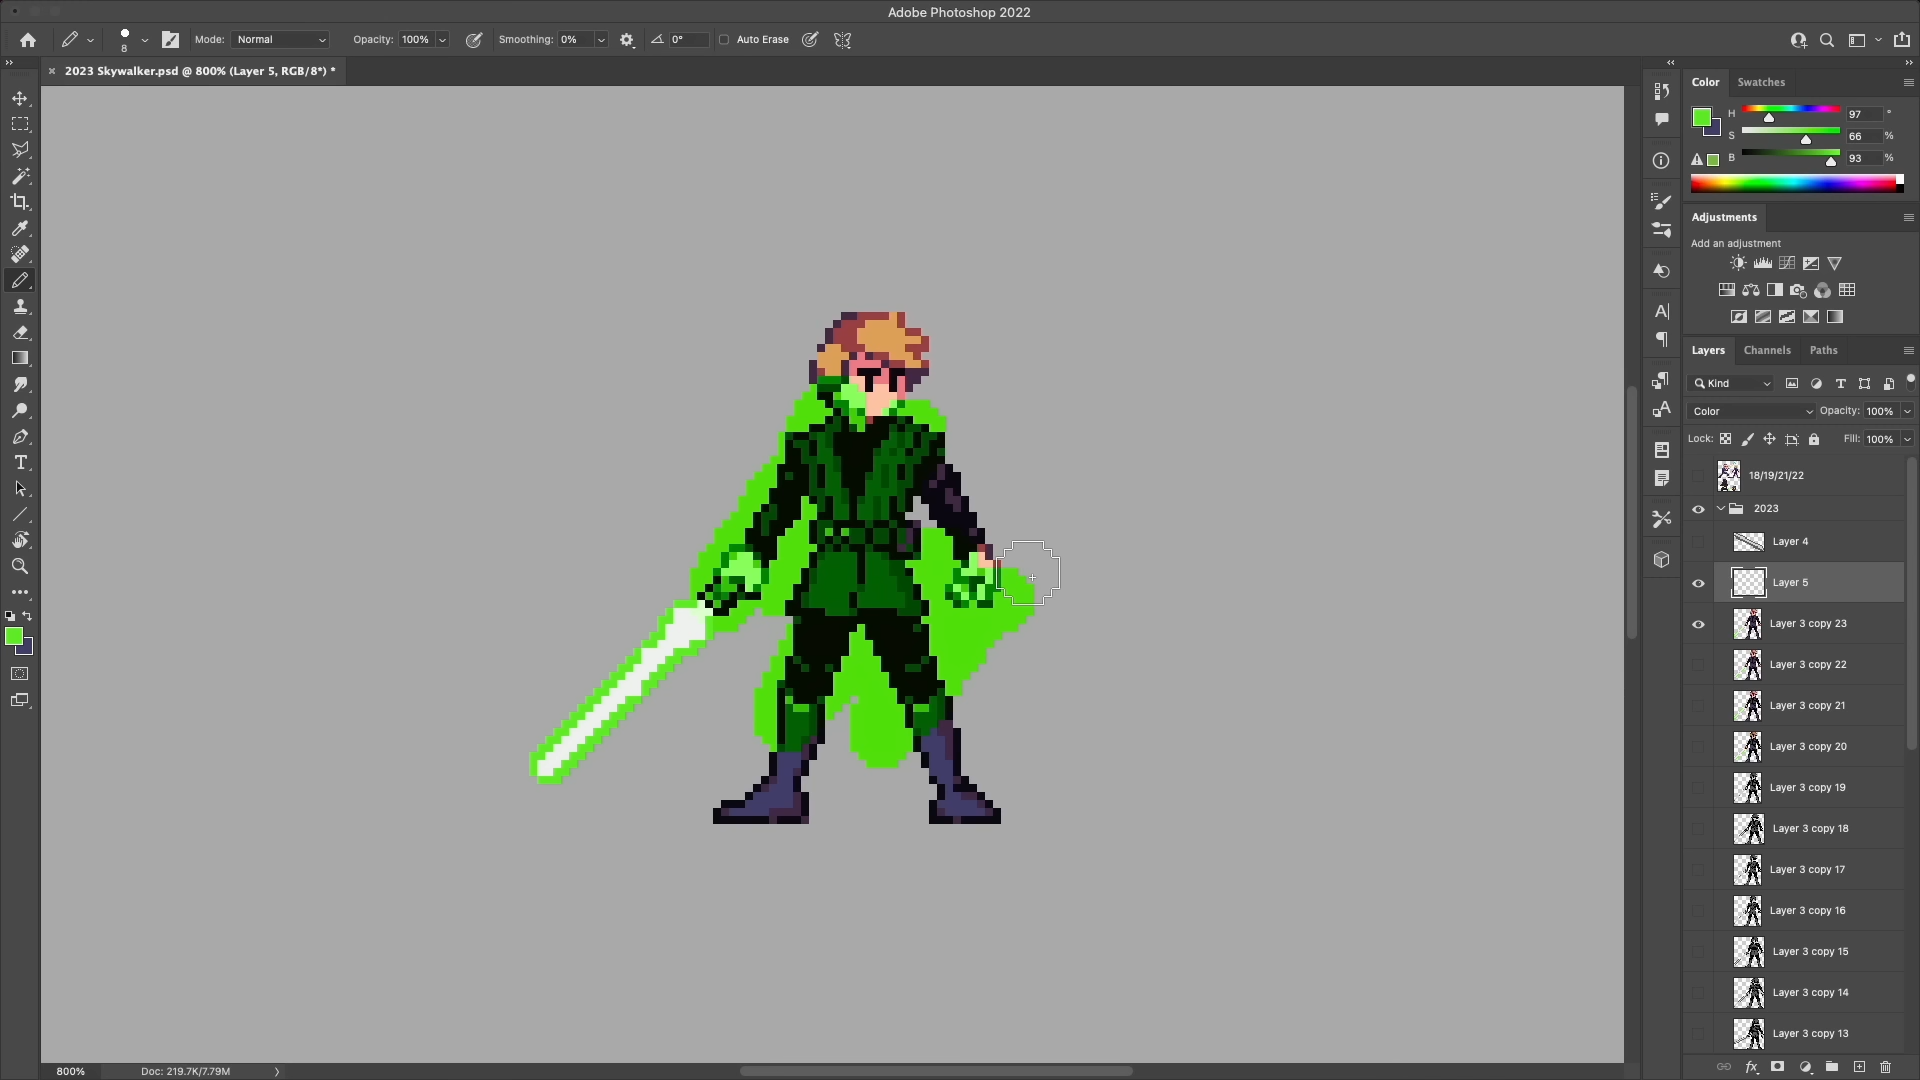 Adobe Photoshop 2022
8 Mode: Normal Opacity: 100% Smoothing: 0% 0° Auto Erase
2023 Skywalker.psd @ 800% (Layer 5, RGB/8*) *
Color Swatches
H 97 °
S 66 %
B 93 %
Adjustments
Add an adjustment
Layers Channels Paths
Kind
Color Opacity: 100%
Lock: Fill: 100%
18/19/21/22
2023
Layer 4
Layer 5
Layer 3 copy 23
Layer 3 copy 22
Layer 3 copy 21
Layer 3 copy 20
Layer 3 copy 19
Layer 3 copy 18
Layer 3 copy 17
Layer 3 copy 16
Layer 3 copy 15
Layer 3 copy 14
Layer 3 copy 13
800% Doc: 219.7K/7.79M